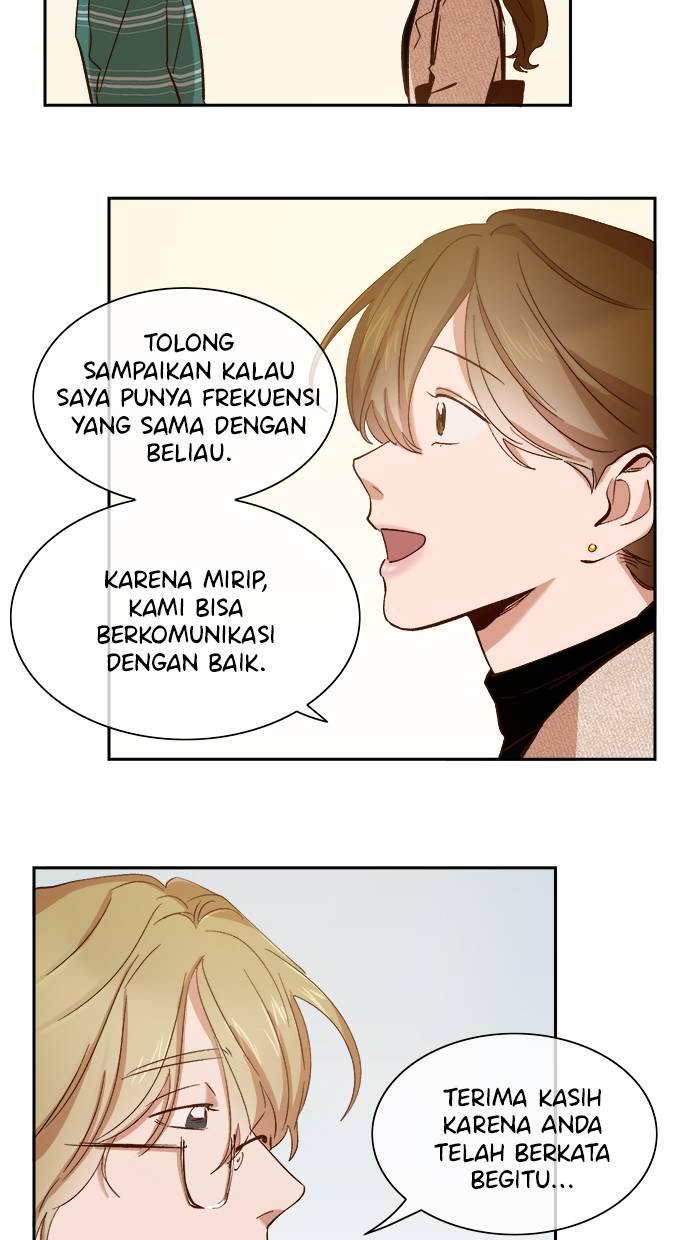 TOLONG
SAMPAIKAN KALAU
SAYA PUNYA FREKUENSI
YANG SAMA DENGAN
BELIAU.
KARENA MIRIP,
KAMI BISA
BERKOMUNIKASI
DENGAN BAIK.
TERIMA KASIH
KARENA ANDA
TELAH BERKATA
BEGITU...